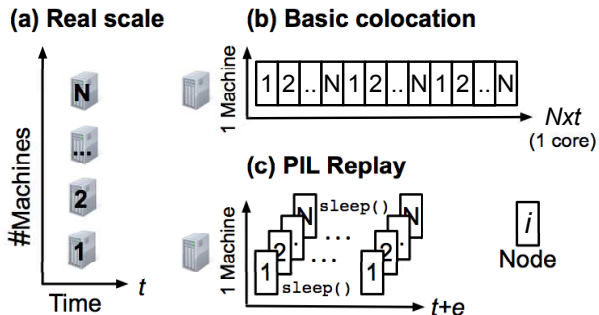 (a) Real scale
N
...
2
1
#Machines
Time
t
(b) Basic colocation
1 Machine
1 2 .. N 1 2 .. N 1 2 .. N
Nxt
(1 core)
(c) PIL Replay
1 Machine
sleep()
N N
. ... .
2 ... 2
1 1
sleep()
t+e
i
Node